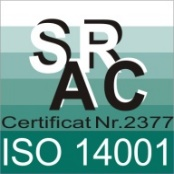 SR
AC
Certificat Nr.2377
ISO 14001